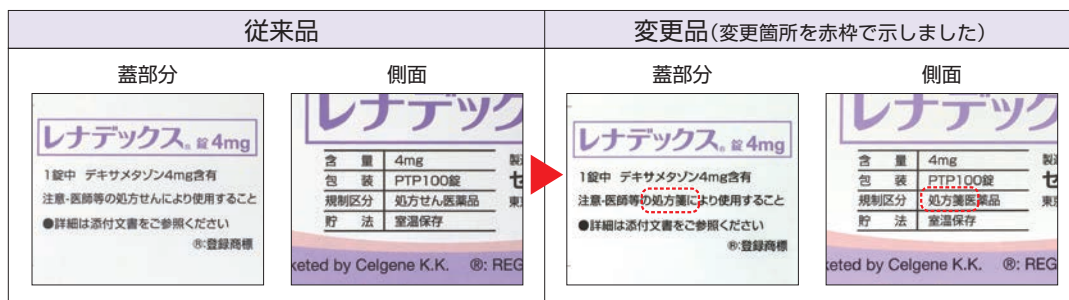 従来品
変更品(変更箇所を赤枠で示しました)
蓋部分
側面
蓋部分
側面
レナデックス® 錠 4mg
1錠中 デキサメタゾン4mg含有
注意-医師等の処方せんにより使用すること
●詳細は添付文書をご参照ください
®:登録商標
レナデック
含 量 4mg
包 装 PTP100錠
規制区分 処方せん医薬品
貯 法 室温保存
keted by Celgene K.K. ®: REG
レナデックス® 錠 4mg
1錠中 デキサメタゾン4mg含有
注意-医師等の処方箋により使用すること
●詳細は添付文書をご参照ください
®:登録商標
レナデック
含 量 4mg
包 装 PTP100錠
規制区分 処方箋医薬品
貯 法 室温保存
keted by Celgene K.K. ®: REG